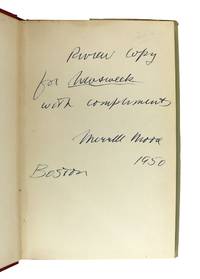 Review Copy
for Newsweek
with compliments
Merrill Moore
1950
Boston